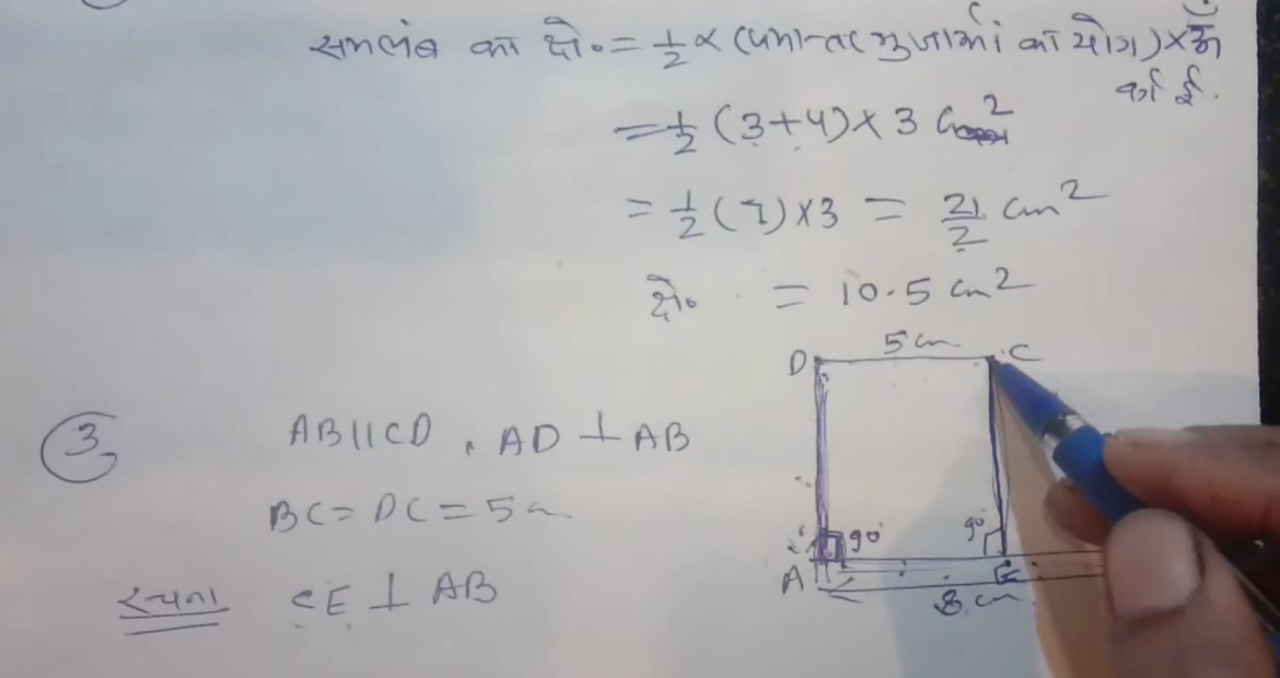 समलंब का क्षे० = 1/2 × (समान्तर भुजाओं का योग) × ऊँ
चाई.
= 1/2 (3+4) × 3 cm²
= 1/2 (7) × 3 = 21/2 cm²
क्षे० = 10.5 cm²
5 cm
D C
③ AB || CD , AD ⊥ AB
BC = DC = 5 cm
90° 90°
A E
8 cm
रचना CE ⊥ AB